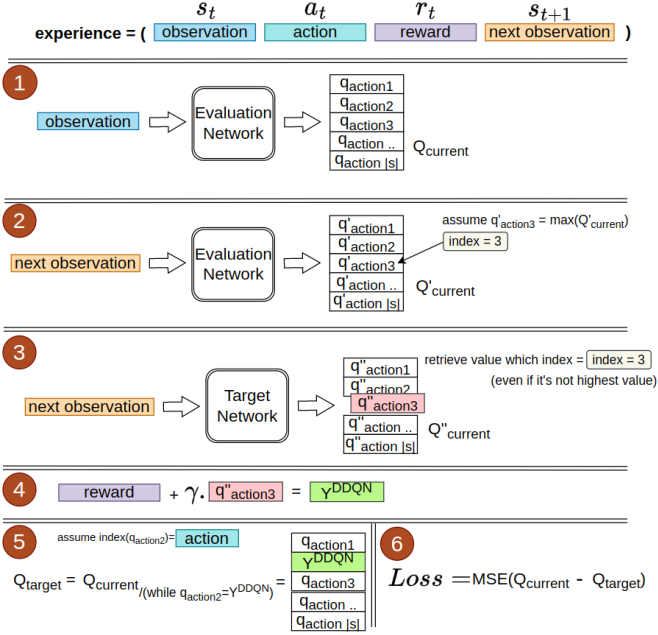 s_t a_t r_t s_{t+1}
experience = ( observation action reward next observation )
1
observation
Evaluation
Network
q_action1
q_action2
q_action3
q_action ..
q_action |s|
Q_current
2
next observation
Evaluation
Network
q'_action1
q'_action2
q'_action3
q'_action ..
q'_action |s|
assume q'_action3 = max(Q'_current)
index = 3
Q'_current
3
next observation
Target
Network
q''_action1
q''_action2
q''_action3
q''_action ..
q''_action |s|
retrieve value which index = index = 3
(even if it's not highest value)
Q''_current
4
reward + γ. q''_action3 = Y^DDQN
5
assume index(q_action2)= action
Q_target = Q_current/(while q_action2=Y^DDQN) =
q_action1
Y^DDQN
q_action3
q_action ..
q_action |s|
6
Loss = MSE(Q_current - Q_target)